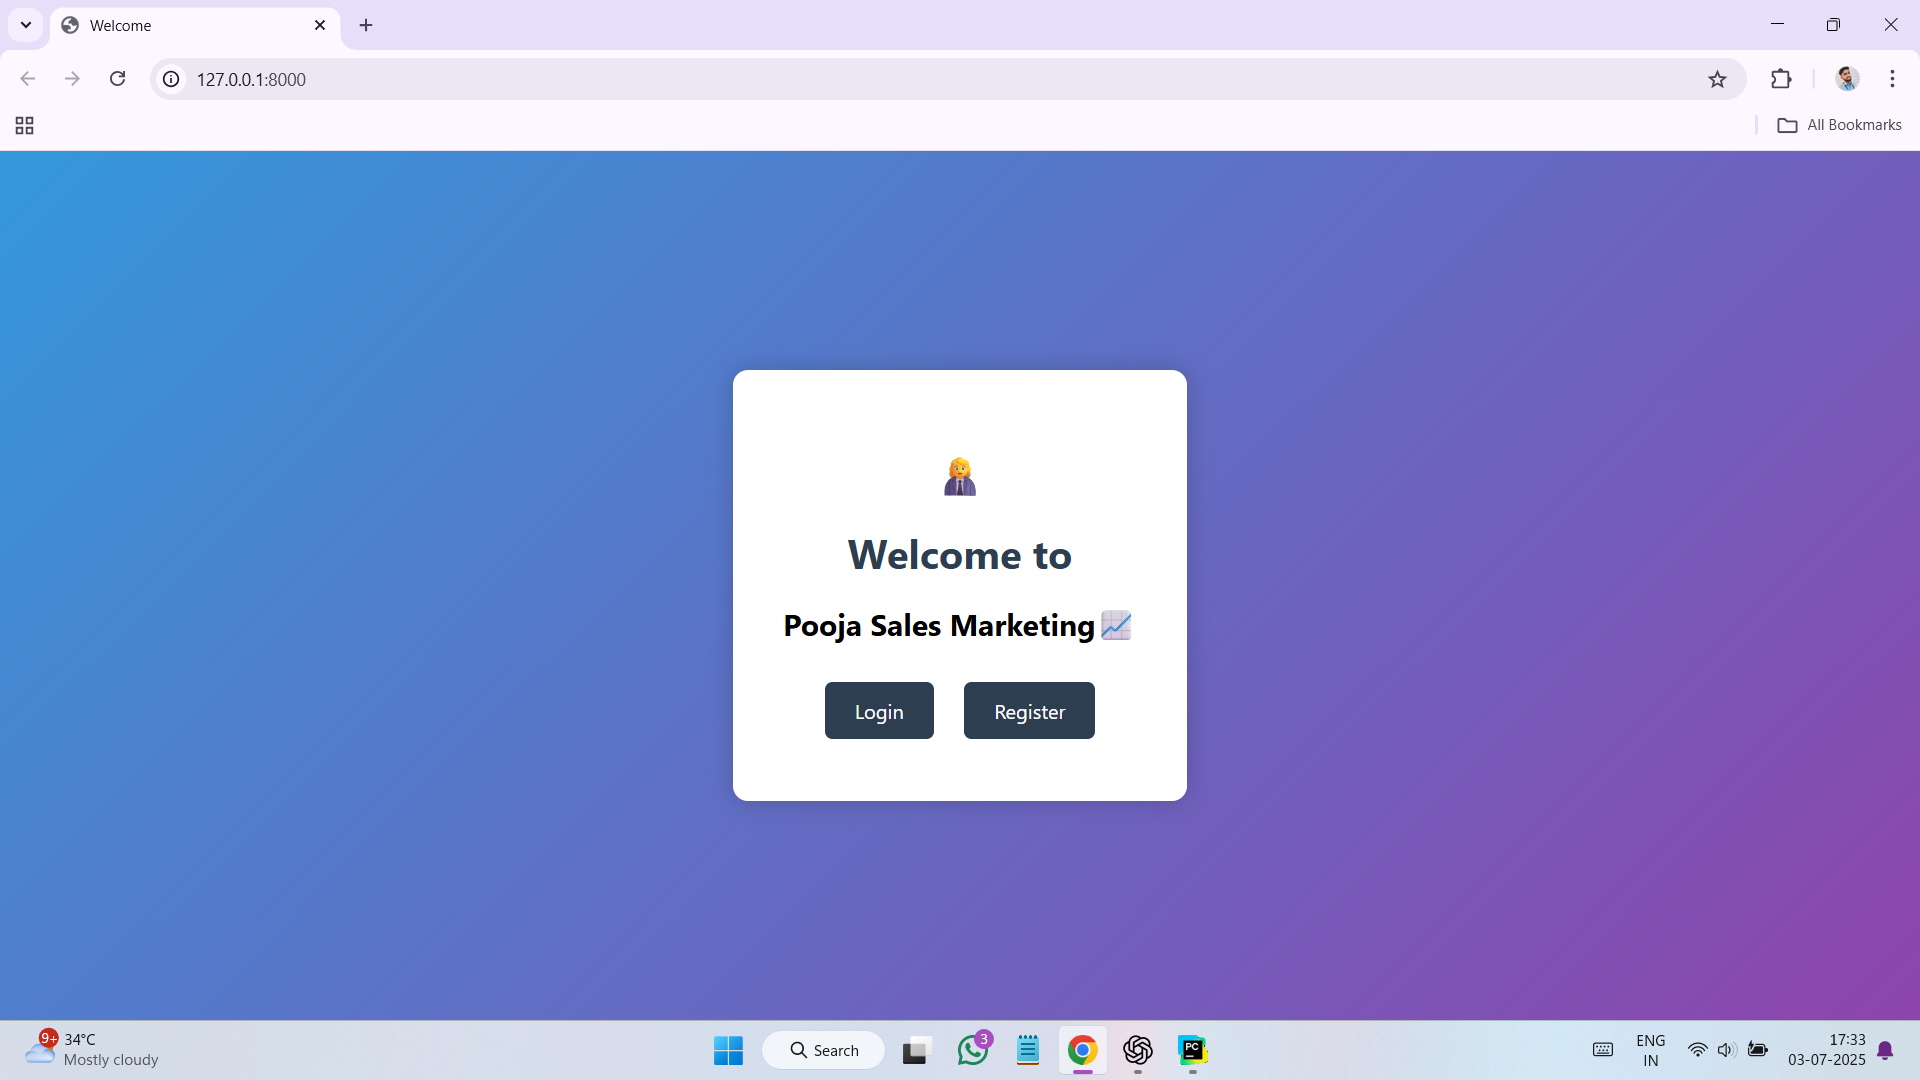 Welcome
127.0.0.1:8000
All Bookmarks
Welcome to
Pooja Sales Marketing
Login
Register
9+
34°C
Mostly cloudy
Search
3
PC
ENG
IN
17:33
03-07-2025